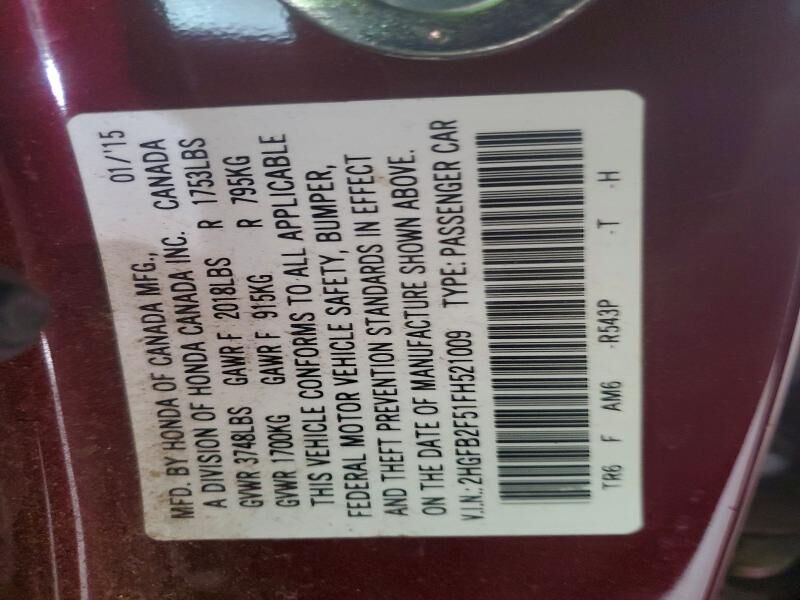 MFD. BY HONDA OF CANADA MFG., 01/15
A DIVISION OF HONDA CANADA INC. CANADA
GVWR 3748LBS GAWR F 2018LBS R 1753LBS
GVWR 1700KG GAWR F 915KG R 795KG
THIS VEHICLE CONFORMS TO ALL APPLICABLE
FEDERAL MOTOR VEHICLE SAFETY, BUMPER,
AND THEFT PREVENTION STANDARDS IN EFFECT
ON THE DATE OF MANUFACTURE SHOWN ABOVE.
V.I.N.: 2HGFB2F51FH521009 TYPE: PASSENGER CAR
TR6 F AM6 -R543P -T -H